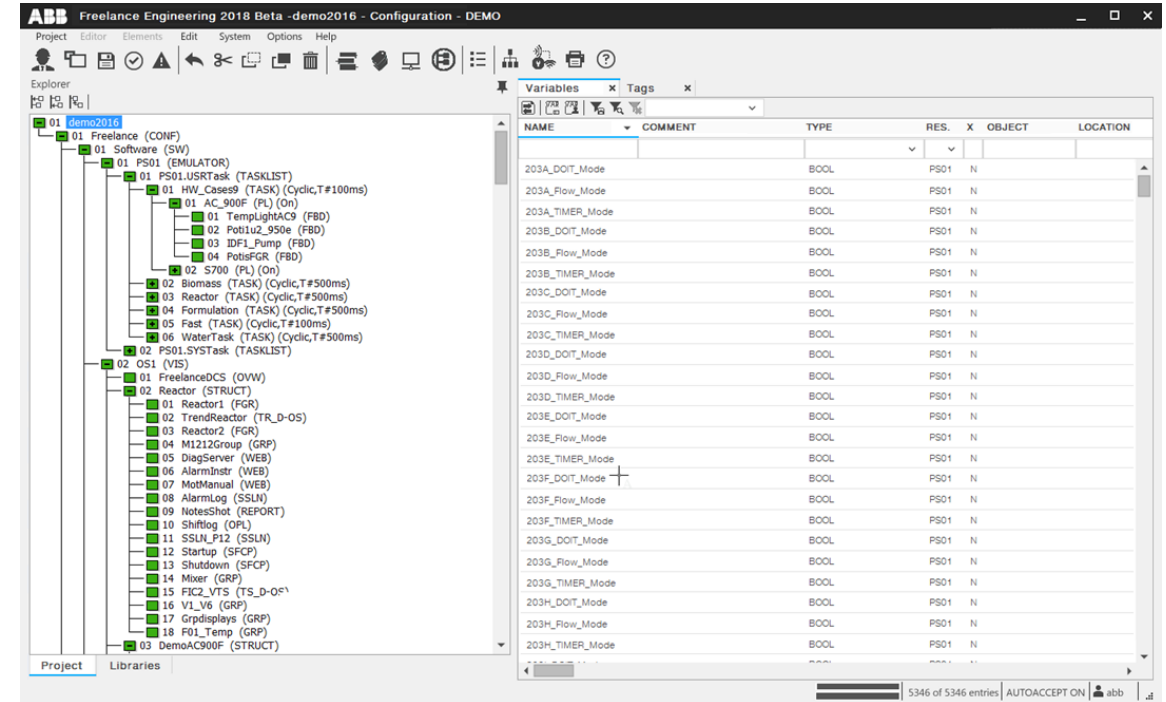 ABB Freelance Engineering 2018 Beta -demo2016 - Configuration - DEMO
Project Editor Elements Edit System Options Help
Explorer
01 demo2016
01 Freelance (CONF)
01 Software (SW)
01 PS01 (EMULATOR)
01 PS01.USRTask (TASKLIST)
01 HW_Cases9 (TASK) (Cyclic,T#100ms)
01 AC_900F (PL) (On)
01 TempLightAC9 (FBD)
02 Poti1u2_950e (FBD)
03 IDF1_Pump (FBD)
04 PotisFGR (FBD)
02 S700 (PL) (On)
02 Biomass (TASK) (Cyclic,T#500ms)
03 Reactor (TASK) (Cyclic,T#500ms)
04 Formulation (TASK) (Cyclic,T#500ms)
05 Fast (TASK) (Cyclic,T#100ms)
06 WaterTask (TASK) (Cyclic,T#500ms)
02 PS01.SYSTask (TASKLIST)
02 OS1 (VIS)
01 FreelanceDCS (OVW)
02 Reactor (STRUCT)
01 Reactor1 (FGR)
02 TrendReactor (TR_D-OS)
03 Reactor2 (FGR)
04 M1212Group (GRP)
05 DiagServer (WEB)
06 AlarmInstr (WEB)
07 MotManual (WEB)
08 AlarmLog (SSLN)
09 NotesShot (REPORT)
10 Shiftlog (OPL)
11 SSLN_P12 (SSLN)
12 Startup (SFCP)
13 Shutdown (SFCP)
14 Mixer (GRP)
15 FIC2_VTS (TS_D-OS
16 V1_V6 (GRP)
17 Grpdisplays (GRP)
18 F01_Temp (GRP)
03 DemoAC900F (STRUCT)
Project Libraries
Variables x Tags x
NAME COMMENT TYPE RES. X OBJECT LOCATION
203A_DOIT_Mode BOOL PS01 N
203A_Flow_Mode BOOL PS01 N
203A_TIMER_Mode BOOL PS01 N
203B_DOIT_Mode BOOL PS01 N
203B_Flow_Mode BOOL PS01 N
203B_TIMER_Mode BOOL PS01 N
203C_DOIT_Mode BOOL PS01 N
203C_Flow_Mode BOOL PS01 N
203C_TIMER_Mode BOOL PS01 N
203D_DOIT_Mode BOOL PS01 N
203D_Flow_Mode BOOL PS01 N
203D_TIMER_Mode BOOL PS01 N
203E_DOIT_Mode BOOL PS01 N
203E_Flow_Mode BOOL PS01 N
203E_TIMER_Mode BOOL PS01 N
203F_DOIT_Mode BOOL PS01 N
203F_Flow_Mode BOOL PS01 N
203F_TIMER_Mode BOOL PS01 N
203G_DOIT_Mode BOOL PS01 N
203G_Flow_Mode BOOL PS01 N
203G_TIMER_Mode BOOL PS01 N
203H_DOIT_Mode BOOL PS01 N
203H_Flow_Mode BOOL PS01 N
203H_TIMER_Mode BOOL PS01 N
5346 of 5346 entries AUTOACCEPT ON abb